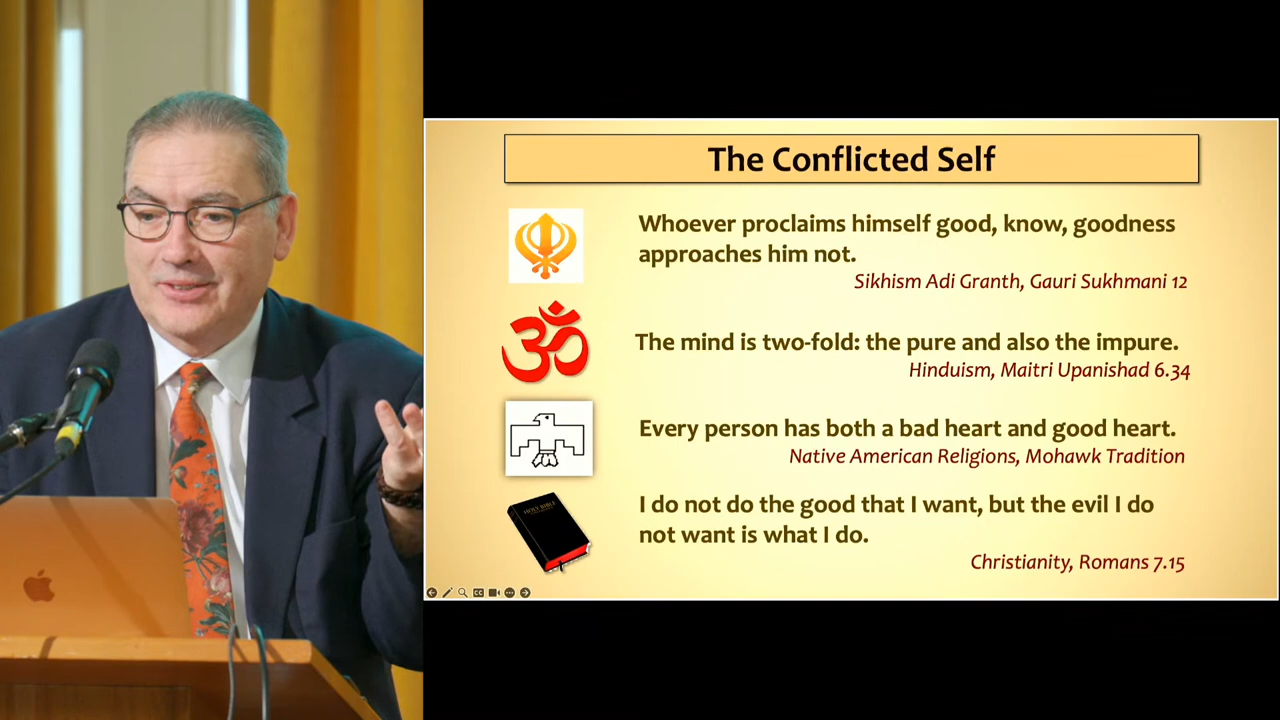 The Conflicted Self
Whoever proclaims himself good, know, goodness
approaches him not.
Sikhism Adi Granth, Gauri Sukhmani 12
The mind is two-fold: the pure and also the impure.
Hinduism, Maitri Upanishad 6.34
Every person has both a bad heart and good heart.
Native American Religions, Mohawk Tradition
I do not do the good that I want, but the evil I do
not want is what I do.
Christianity, Romans 7.15
HOLY BIBLE